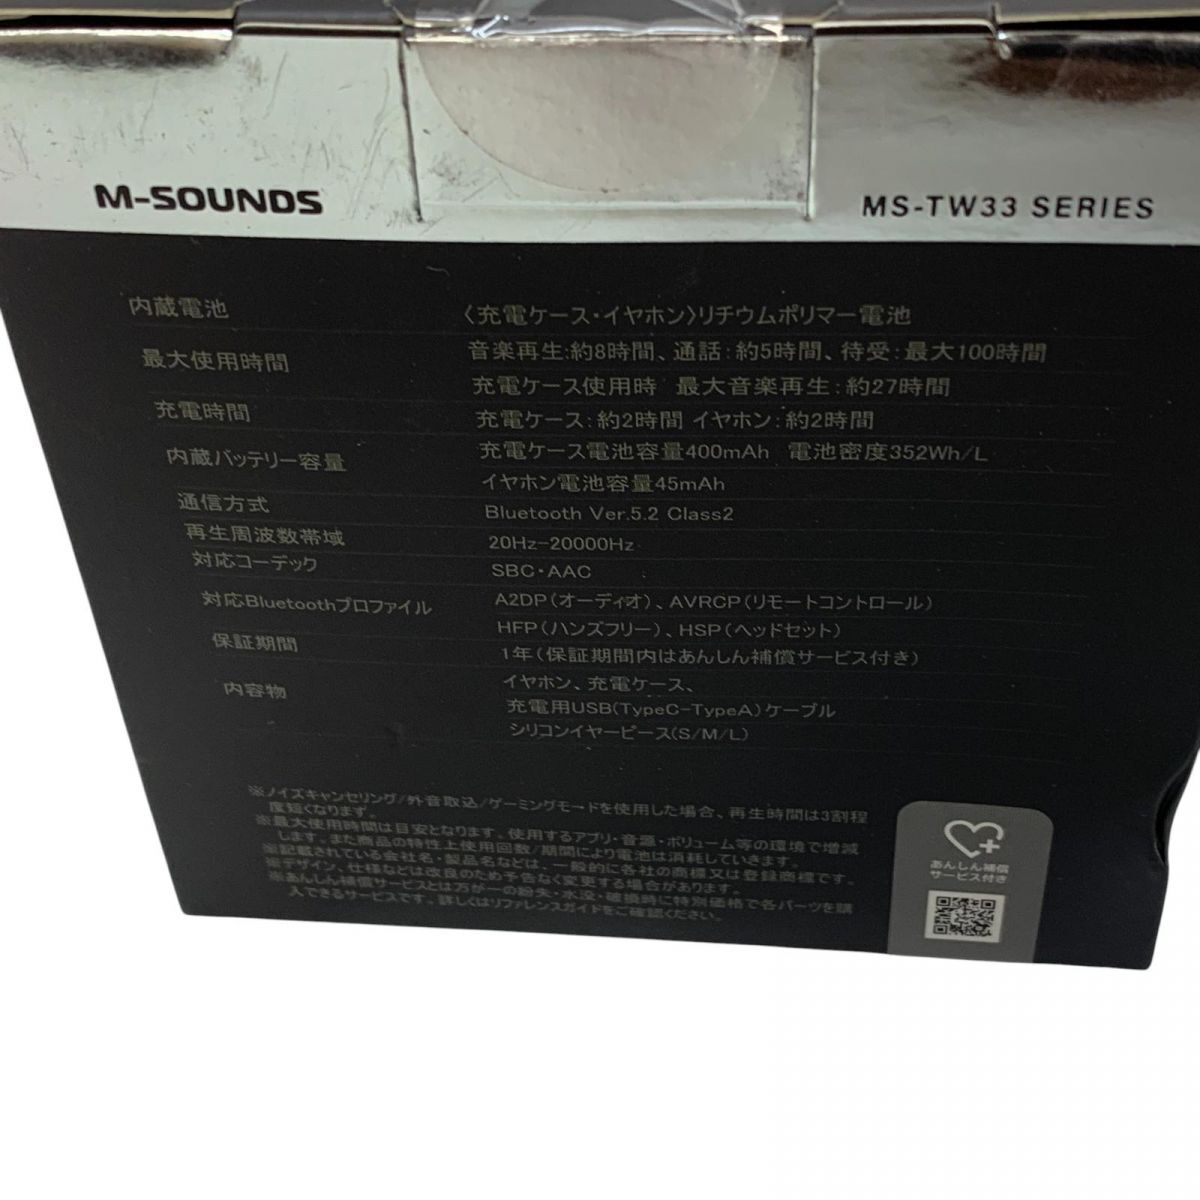 M-SOUNDS
MS-TW33 SERIES
内蔵電池 〈充電ケース・イヤホン〉リチウムポリマー電池
最大使用時間 音楽再生:約8時間、通話:約5時間、待受:最大100時間
充電ケース使用時 最大音楽再生:約27時間
充電時間 充電ケース:約2時間 イヤホン:約2時間
内蔵バッテリー容量 充電ケース電池容量400mAh 電池密度352Wh/L
イヤホン電池容量45mAh
通信方式 Bluetooth Ver.5.2 Class2
再生周波数帯域 20Hz-20000Hz
対応コーデック SBC・AAC
対応Bluetoothプロファイル A2DP(オーディオ)、AVRCP(リモートコントロール)
HFP(ハンズフリー)、HSP(ヘッドセット)
保証期間 1年(保証期間内はあんしん補償サービス付き)
内容物 イヤホン、充電ケース、
充電用USB(TypeC-TypeA)ケーブル
シリコンイヤーピース(S/M/L)
※ノイズキャンセリング/外音取込/ゲーミングモードを使用した場合、再生時間は3割程
度短くなります。
※最大使用時間は目安となります。使用するアプリ・音源・ボリューム等の環境で増減
します。また商品の特性上使用回数/期間により電池は消耗していきます。
※記載されている会社名・製品名などは、一般的に各社の商標又は登録商標です。
※デザイン、仕様などは改良のため予告なく変更する場合があります。
※あんしん補償サービスとは万が一の紛失・水没・破損時に特別価格で各パーツを購
入できるサービスです。詳しくはリファレンスガイドをご確認ください。
あんしん補償
サービス付き